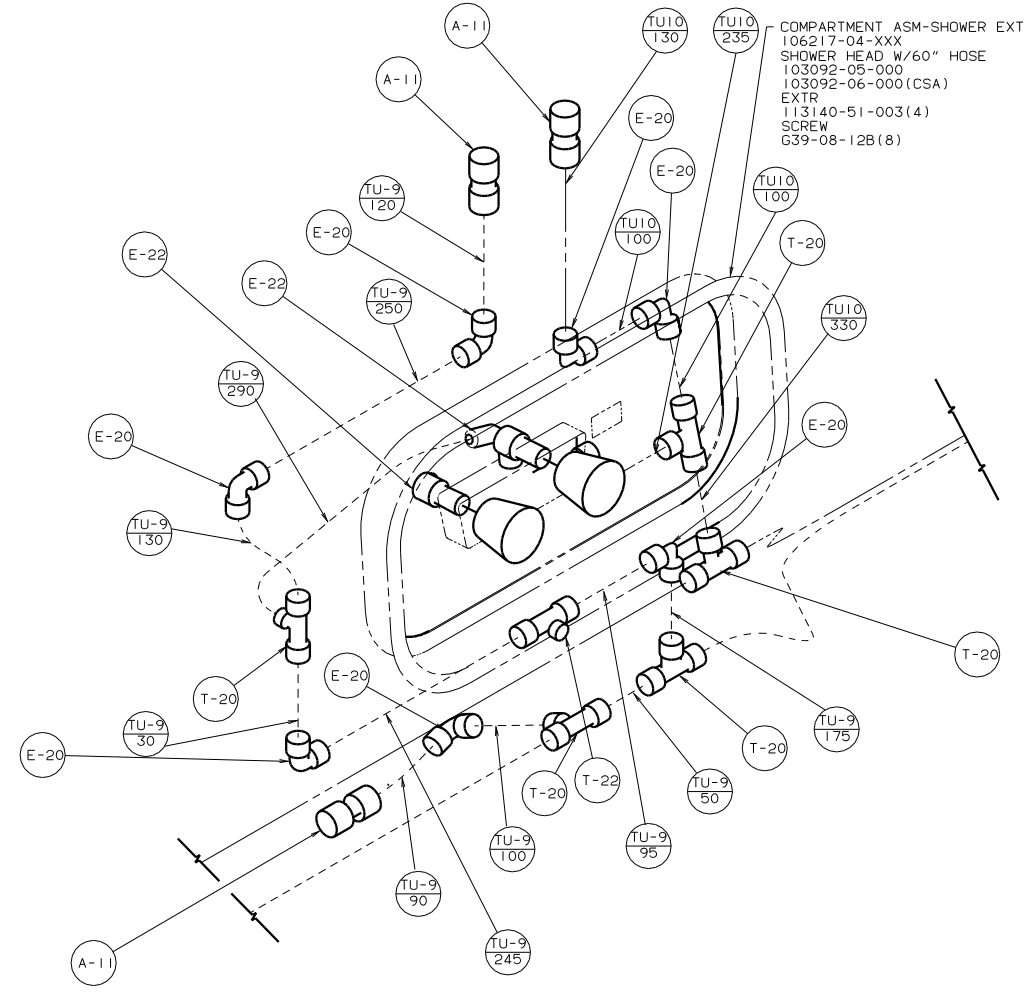 A-11
TU10
130
TU10
235
COMPARTMENT ASM-SHOWER EXT
106217-04-XXX
SHOWER HEAD W/60" HOSE
103092-05-000
103092-06-000(CSA)
EXTR
113140-51-003(4)
SCREW
G39-08-12B(8)
A-11
E-20
E-20
TU-9
120
TU10
100
E-20
TU10
100
T-20
E-22
E-22
TU-9
250
TU10
330
TU-9
290
E-20
E-20
TU-9
130
T-20
E-20
T-20
TU-9
30
E-20
TU-9
175
T-20
T-20
T-22
TU-9
50
TU-9
100
TU-9
95
TU-9
90
TU-9
245
A-11